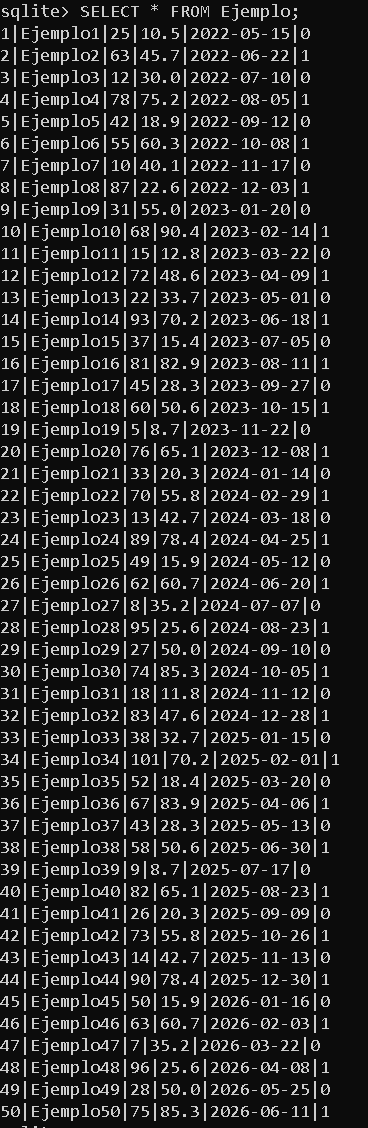 sqlite> SELECT * FROM Ejemplo;
1|Ejemplo1|25|10.5|2022-05-15|0
2|Ejemplo2|63|45.7|2022-06-22|1
3|Ejemplo3|12|30.0|2022-07-10|0
4|Ejemplo4|78|75.2|2022-08-05|1
5|Ejemplo5|42|18.9|2022-09-12|0
6|Ejemplo6|55|60.3|2022-10-08|1
7|Ejemplo7|10|40.1|2022-11-17|0
8|Ejemplo8|87|22.6|2022-12-03|1
9|Ejemplo9|31|55.0|2023-01-20|0
10|Ejemplo10|68|90.4|2023-02-14|1
11|Ejemplo11|15|12.8|2023-03-22|0
12|Ejemplo12|72|48.6|2023-04-09|1
13|Ejemplo13|22|33.7|2023-05-01|0
14|Ejemplo14|93|70.2|2023-06-18|1
15|Ejemplo15|37|15.4|2023-07-05|0
16|Ejemplo16|81|82.9|2023-08-11|1
17|Ejemplo17|45|28.3|2023-09-27|0
18|Ejemplo18|60|50.6|2023-10-15|1
19|Ejemplo19|5|8.7|2023-11-22|0
20|Ejemplo20|76|65.1|2023-12-08|1
21|Ejemplo21|33|20.3|2024-01-14|0
22|Ejemplo22|70|55.8|2024-02-29|1
23|Ejemplo23|13|42.7|2024-03-18|0
24|Ejemplo24|89|78.4|2024-04-25|1
25|Ejemplo25|49|15.9|2024-05-12|0
26|Ejemplo26|62|60.7|2024-06-20|1
27|Ejemplo27|8|35.2|2024-07-07|0
28|Ejemplo28|95|25.6|2024-08-23|1
29|Ejemplo29|27|50.0|2024-09-10|0
30|Ejemplo30|74|85.3|2024-10-05|1
31|Ejemplo31|18|11.8|2024-11-12|0
32|Ejemplo32|83|47.6|2024-12-28|1
33|Ejemplo33|38|32.7|2025-01-15|0
34|Ejemplo34|101|70.2|2025-02-01|1
35|Ejemplo35|52|18.4|2025-03-20|0
36|Ejemplo36|67|83.9|2025-04-06|1
37|Ejemplo37|43|28.3|2025-05-13|0
38|Ejemplo38|58|50.6|2025-06-30|1
39|Ejemplo39|9|8.7|2025-07-17|0
40|Ejemplo40|82|65.1|2025-08-23|1
41|Ejemplo41|26|20.3|2025-09-09|0
42|Ejemplo42|73|55.8|2025-10-26|1
43|Ejemplo43|14|42.7|2025-11-13|0
44|Ejemplo44|90|78.4|2025-12-30|1
45|Ejemplo45|50|15.9|2026-01-16|0
46|Ejemplo46|63|60.7|2026-02-03|1
47|Ejemplo47|7|35.2|2026-03-22|0
48|Ejemplo48|96|25.6|2026-04-08|1
49|Ejemplo49|28|50.0|2026-05-25|0
50|Ejemplo50|75|85.3|2026-06-11|1